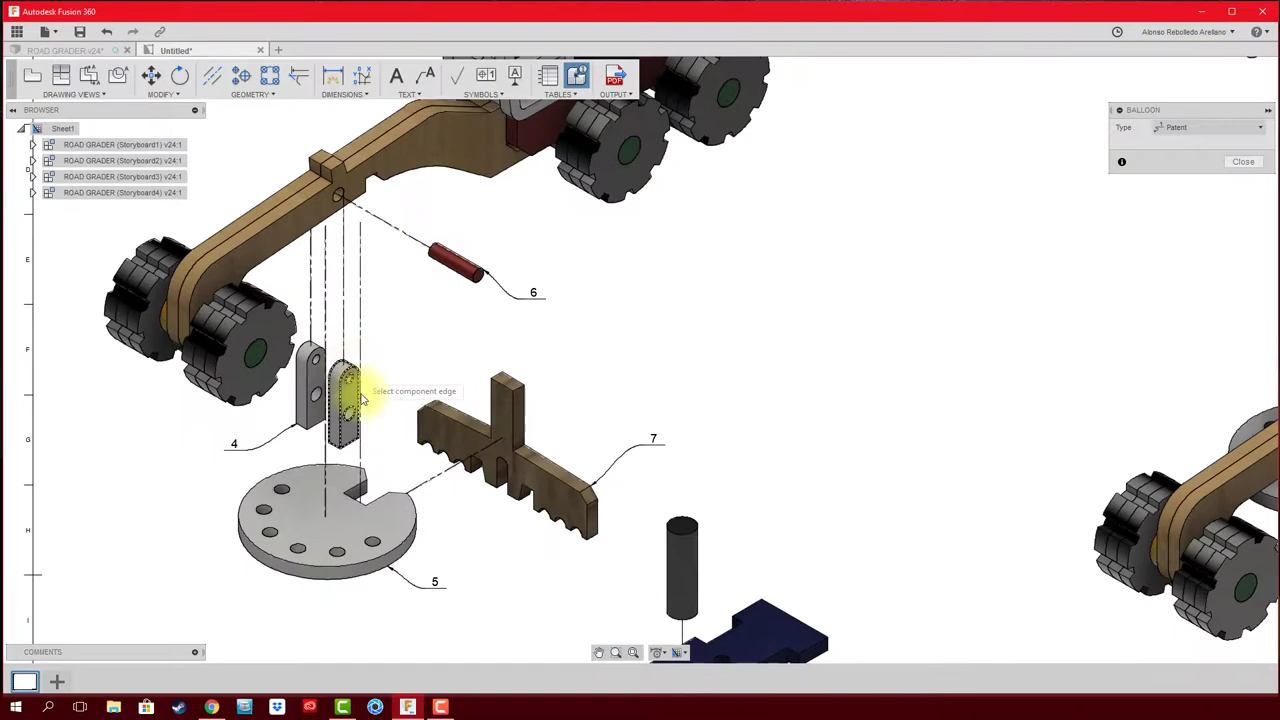 Autodesk Fusion 360
Alonso Rebolledo Arellano
ROAD GRADER v24*
Untitled*
DRAWING VIEWS
MODIFY
GEOMETRY
DIMENSIONS
TEXT
SYMBOLS
TABLES
OUTPUT
PDF
BROWSER
Sheet1
ROAD GRADER (Storyboard1) v24:1
ROAD GRADER (Storyboard2) v24:1
ROAD GRADER (Storyboard3) v24:1
ROAD GRADER (Storyboard4) v24:1
BALLOON
Type
Patent
Close
D
E
F
G
H
I
6
Select component edge
4
7
5
COMMENTS